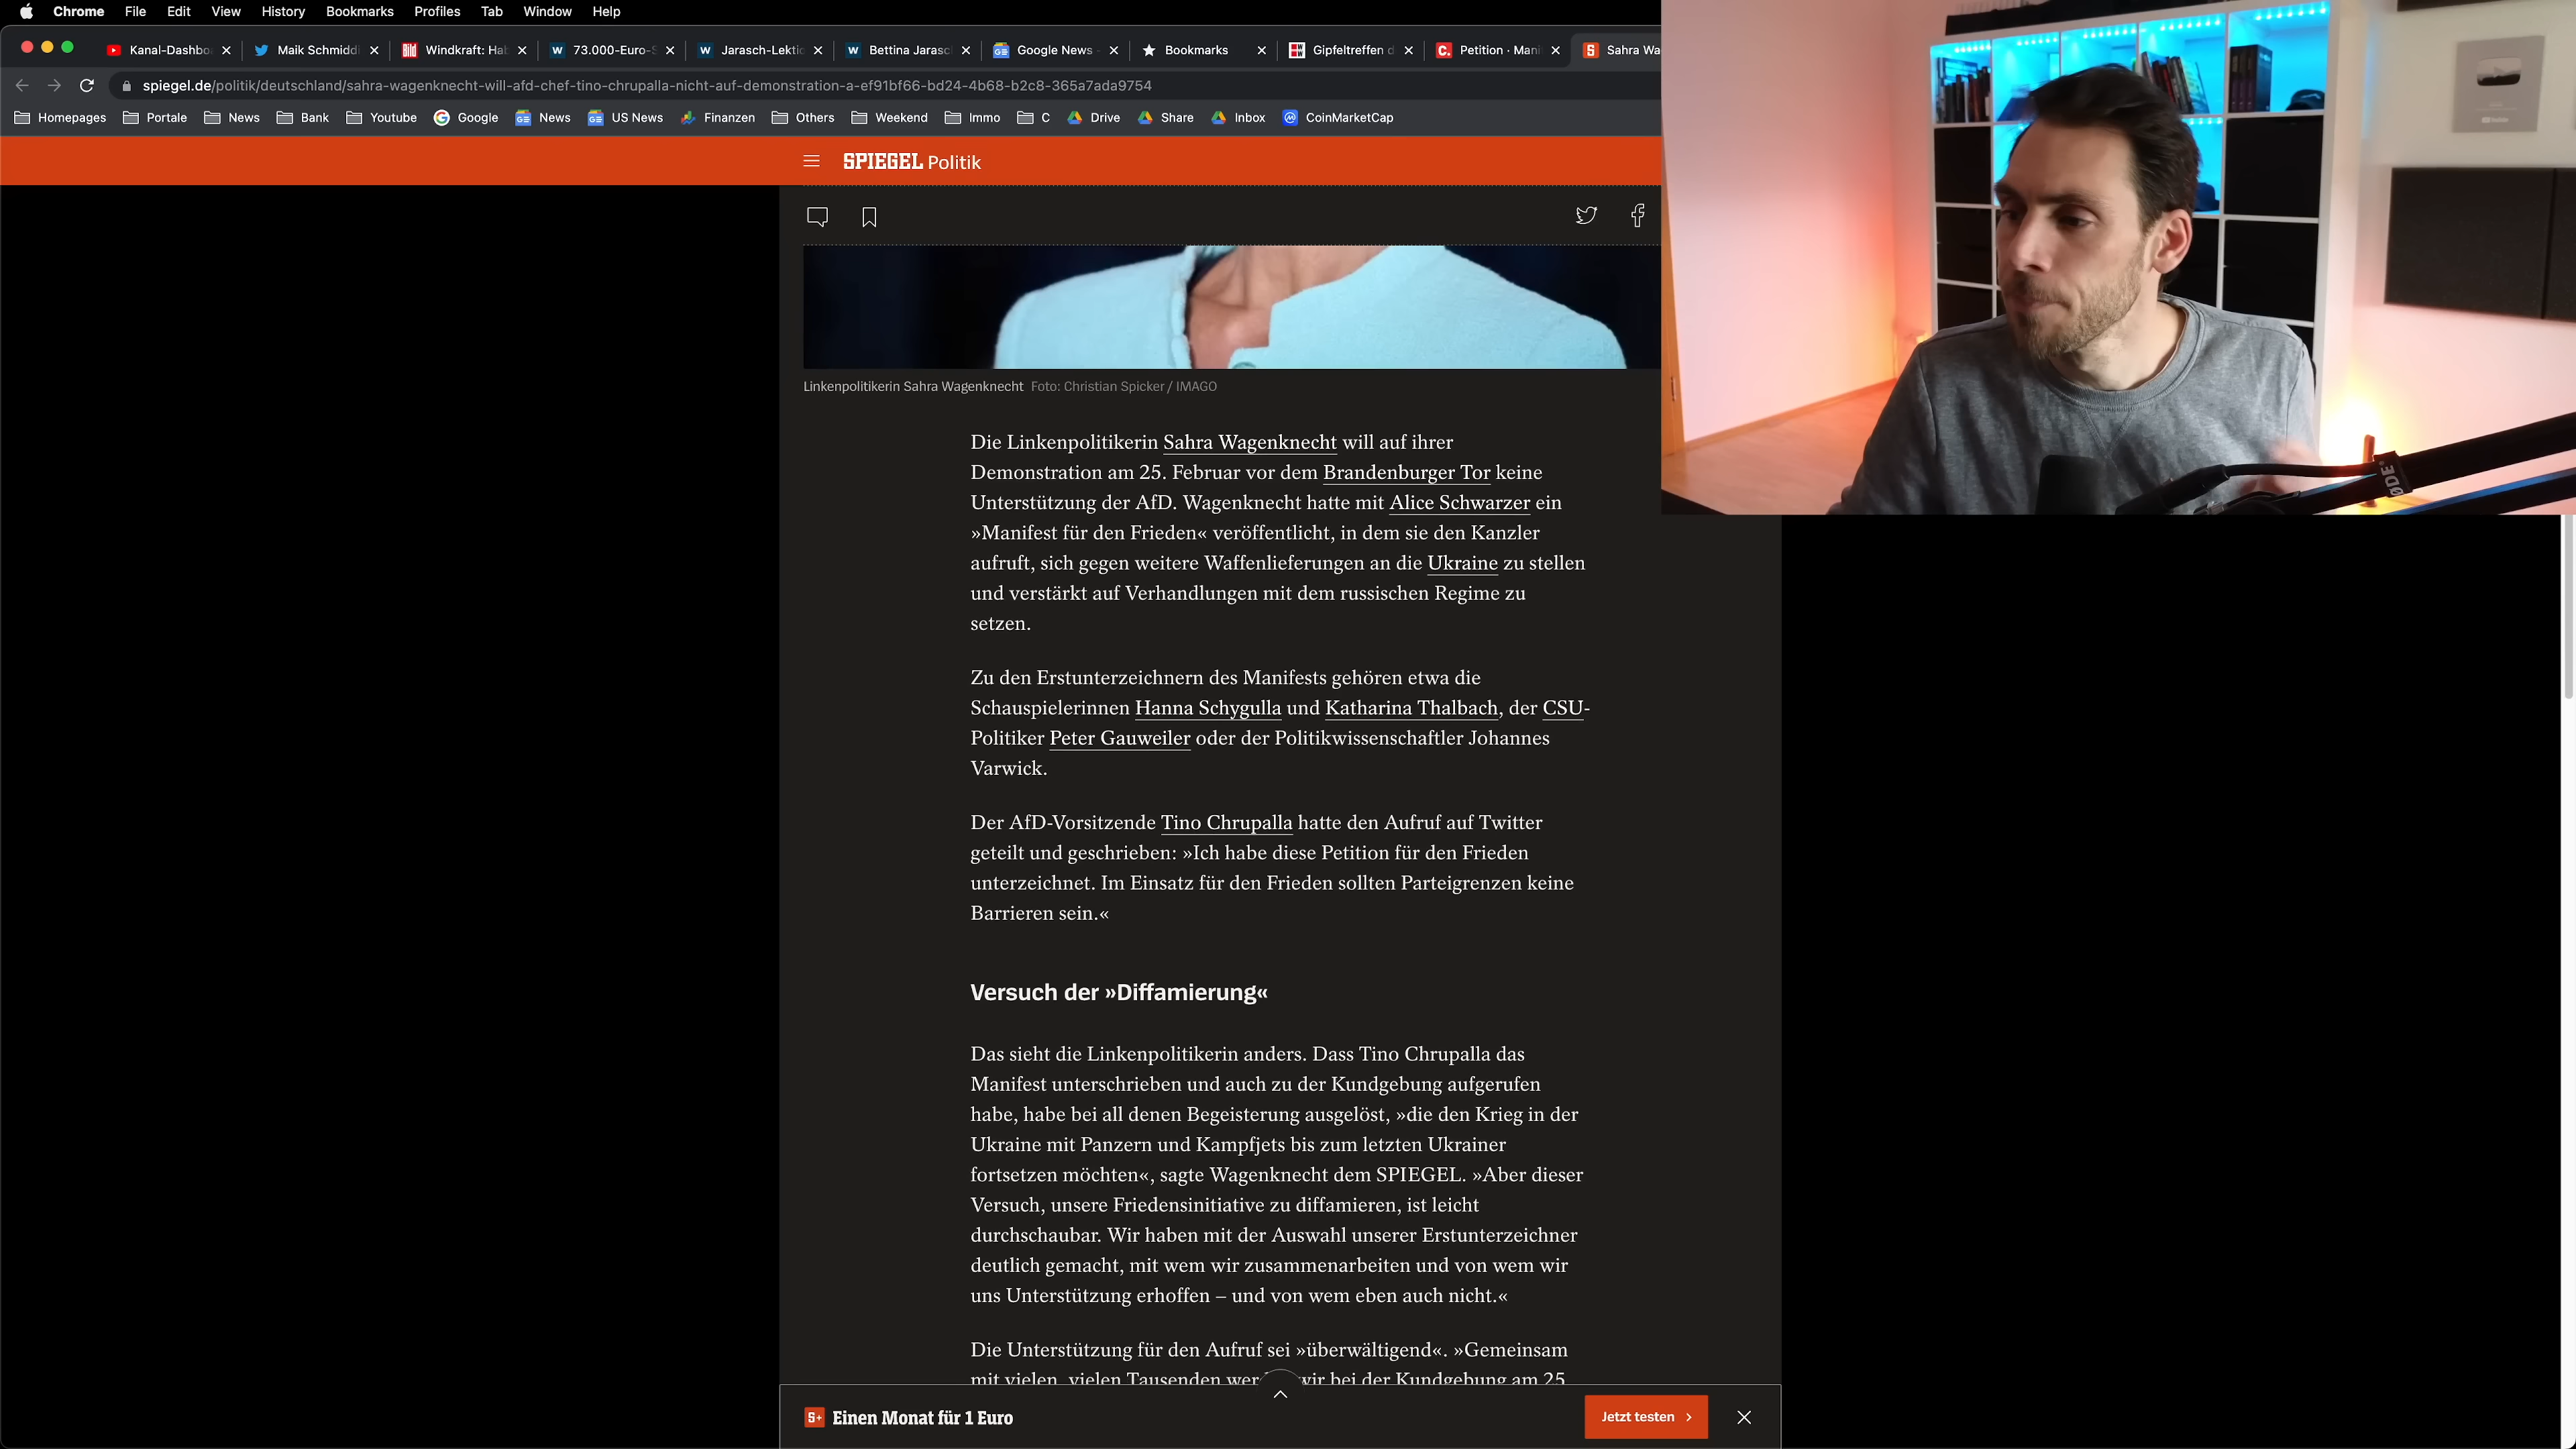 Chrome File Edit View History Bookmarks Profiles Tab Window Help
Kanal-Dashbo Maik Schmidd Bild Windkraft: Hab W 73.000-Euro-S W Jarasch-Lektio W Bettina Jarasc Google News - Bookmarks Gipfeltreffen d C. Petition · Mani S Sahra Wa
spiegel.de/politik/deutschland/sahra-wagenknecht-will-afd-chef-tino-chrupalla-nicht-auf-demonstration-a-ef91bf66-bd24-4b68-b2c8-365a7ada9754
Homepages Portale News Bank Youtube Google News US News Finanzen Others Weekend Immo C Drive Share Inbox CoinMarketCap
SPIEGEL Politik
Linkenpolitikerin Sahra Wagenknecht Foto: Christian Spicker / IMAGO
Die Linkenpolitikerin Sahra Wagenknecht will auf ihrer
Demonstration am 25. Februar vor dem Brandenburger Tor keine
Unterstützung der AfD. Wagenknecht hatte mit Alice Schwarzer ein
»Manifest für den Frieden« veröffentlicht, in dem sie den Kanzler
aufruft, sich gegen weitere Waffenlieferungen an die Ukraine zu stellen
und verstärkt auf Verhandlungen mit dem russischen Regime zu
setzen.
Zu den Erstunterzeichnern des Manifests gehören etwa die
Schauspielerinnen Hanna Schygulla und Katharina Thalbach, der CSU-
Politiker Peter Gauweiler oder der Politikwissenschaftler Johannes
Varwick.
Der AfD-Vorsitzende Tino Chrupalla hatte den Aufruf auf Twitter
geteilt und geschrieben: »Ich habe diese Petition für den Frieden
unterzeichnet. Im Einsatz für den Frieden sollten Parteigrenzen keine
Barrieren sein.«
Versuch der »Diffamierung«
Das sieht die Linkenpolitikerin anders. Dass Tino Chrupalla das
Manifest unterschrieben und auch zu der Kundgebung aufgerufen
habe, habe bei all denen Begeisterung ausgelöst, »die den Krieg in der
Ukraine mit Panzern und Kampfjets bis zum letzten Ukrainer
fortsetzen möchten«, sagte Wagenknecht dem SPIEGEL. »Aber dieser
Versuch, unsere Friedensinitiative zu diffamieren, ist leicht
durchschaubar. Wir haben mit der Auswahl unserer Erstunterzeichner
deutlich gemacht, mit wem wir zusammenarbeiten und von wem wir
uns Unterstützung erhoffen – und von wem eben auch nicht.«
Die Unterstützung für den Aufruf sei »überwältigend«. »Gemeinsam
mit vielen, vielen Tausenden wer wir bei der Kundgebung am 25
S+ Einen Monat für 1 Euro
Jetzt testen
RØDE